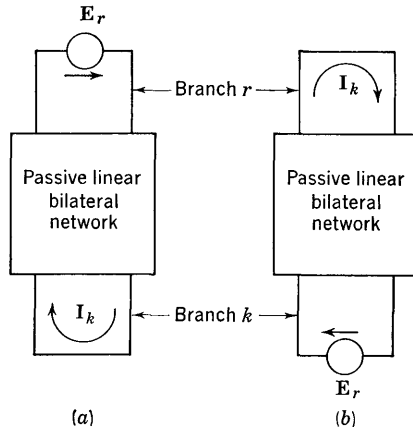 E_r
Branch r
I_k
Passive linear
bilateral
network
Passive linear
bilateral
network
I_k
Branch k
E_r
(a)
(b)